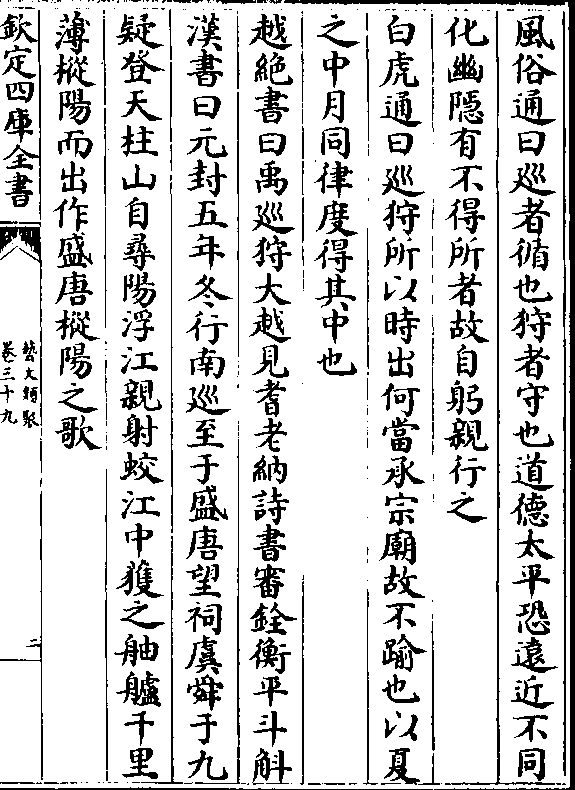 風俗通曰巡者循也狩者守也道德太平恐遠近不同
化幽隱有不得所者故自躬親行之
白虎通曰巡狩所以時出何當承宗廟故不踰也以夏
之中月同律度得其中也
越絶書曰禹巡狩大越見耆老納詩書審銓衡平斗斛
漢書曰元封五年冬行南巡至于盛唐望祠虞舜于九
疑登天柱山自尋陽浮江親射蛟江中獲之舳艫千里
薄樅陽而出作盛唐樅陽之歌
欽定四庫全書
藝文類聚
卷三十九